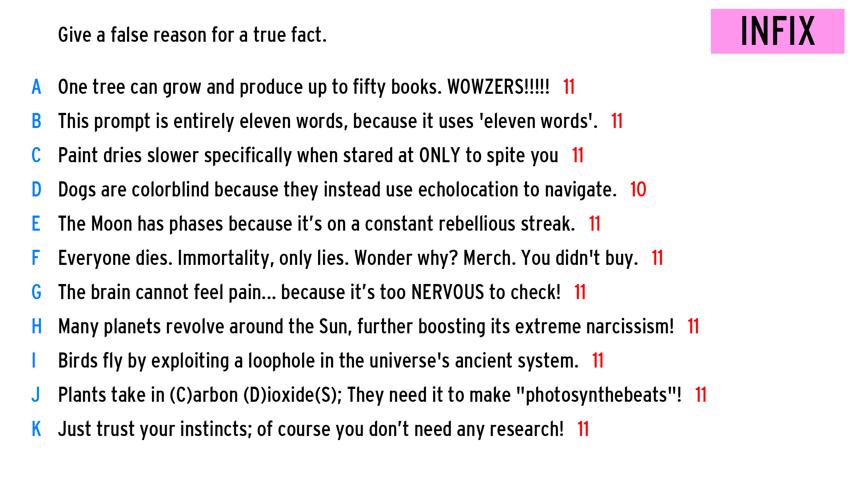 Give a false reason for a true fact.
INFIX
A One tree can grow and produce up to fifty books. WOWZERS!!!!! 11
B This prompt is entirely eleven words, because it uses 'eleven words'. 11
C Paint dries slower specifically when stared at ONLY to spite you 11
D Dogs are colorblind because they instead use echolocation to navigate. 10
E The Moon has phases because it’s on a constant rebellious streak. 11
F Everyone dies. Immortality, only lies. Wonder why? Merch. You didn't buy. 11
G The brain cannot feel pain... because it’s too NERVOUS to check! 11
H Many planets revolve around the Sun, further boosting its extreme narcissism! 11
I Birds fly by exploiting a loophole in the universe's ancient system. 11
J Plants take in (C)arbon (D)ioxide(S); They need it to make "photosynthebeats"! 11
K Just trust your instincts; of course you don’t need any research! 11